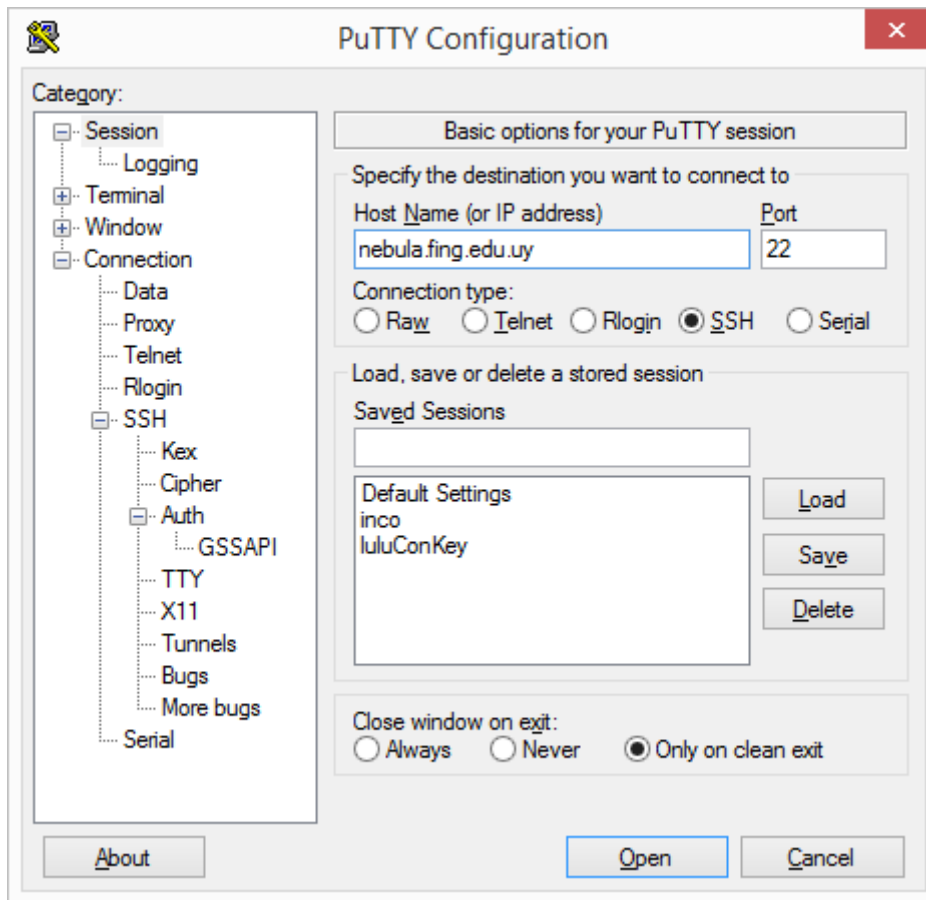 PuTTY Configuration
Category:
Session
Logging
Terminal
Window
Connection
Data
Proxy
Telnet
Rlogin
SSH
Kex
Cipher
Auth
GSSAPI
TTY
X11
Tunnels
Bugs
More bugs
Serial
Basic options for your PuTTY session
Specify the destination you want to connect to
Host Name (or IP address) Port
nebula.fing.edu.uy 22
Connection type:
Raw Telnet Rlogin SSH Serial
Load, save or delete a stored session
Saved Sessions
Default Settings
inco
luluConKey
Load
Save
Delete
Close window on exit:
Always Never Only on clean exit
About Open Cancel